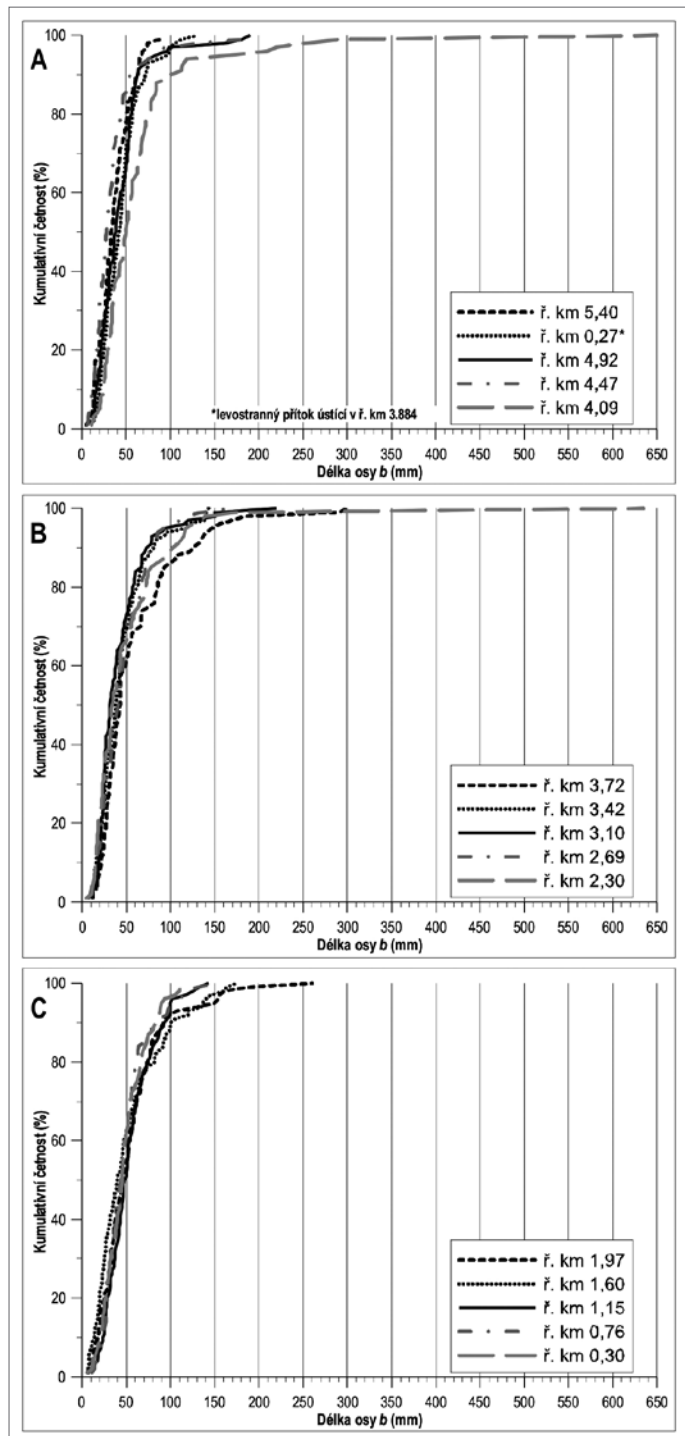 A
Kumulativní četnost (%)
100
80
60
40
20
0
ř. km 5,40
ř. km 0,27*
ř. km 4,92
ř. km 4,47
ř. km 4,09
*levostranný přítok ústící v ř. km 3.884
0 50 100 150 200 250 300 350 400 450 500 550 600 650
Délka osy b (mm)
B
Kumulativní četnost (%)
100
80
60
40
20
0
ř. km 3,72
ř. km 3,42
ř. km 3,10
ř. km 2,69
ř. km 2,30
0 50 100 150 200 250 300 350 400 450 500 550 600 650
Délka osy b (mm)
C
Kumulativní četnost (%)
100
80
60
40
20
0
ř. km 1,97
ř. km 1,60
ř. km 1,15
ř. km 0,76
ř. km 0,30
0 50 100 150 200 250 300 350 400 450 500 550 600 650
Délka osy b (mm)